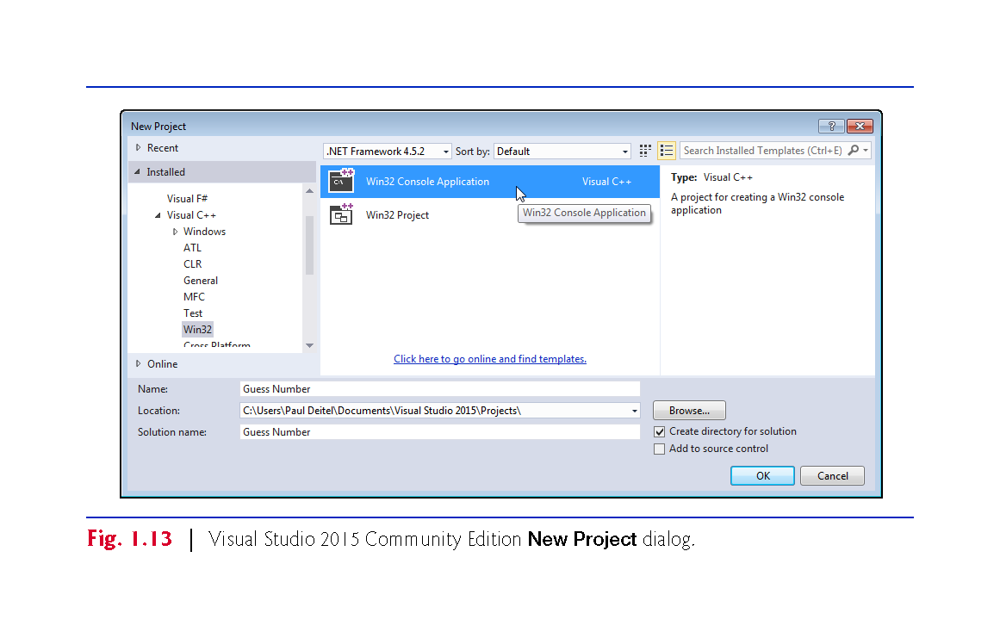 New Project
Recent
Installed
Visual F#
Visual C++
Windows
ATL
CLR
General
MFC
Test
Win32
Cross Platform
Online
.NET Framework 4.5.2 Sort by: Default
Search Installed Templates (Ctrl+E)
C:\
Win32 Console Application Visual C++
Win32 Project
Win32 Console Application
Click here to go online and find templates.
Type: Visual C++
A project for creating a Win32 console
application
Name: Guess Number
Location: C:\Users\Paul Deitel\Documents\Visual Studio 2015\Projects\
Browse...
Solution name: Guess Number
Create directory for solution
Add to source control
OK Cancel
Fig. 1.13 | Visual Studio 2015 Community Edition New Project dialog.